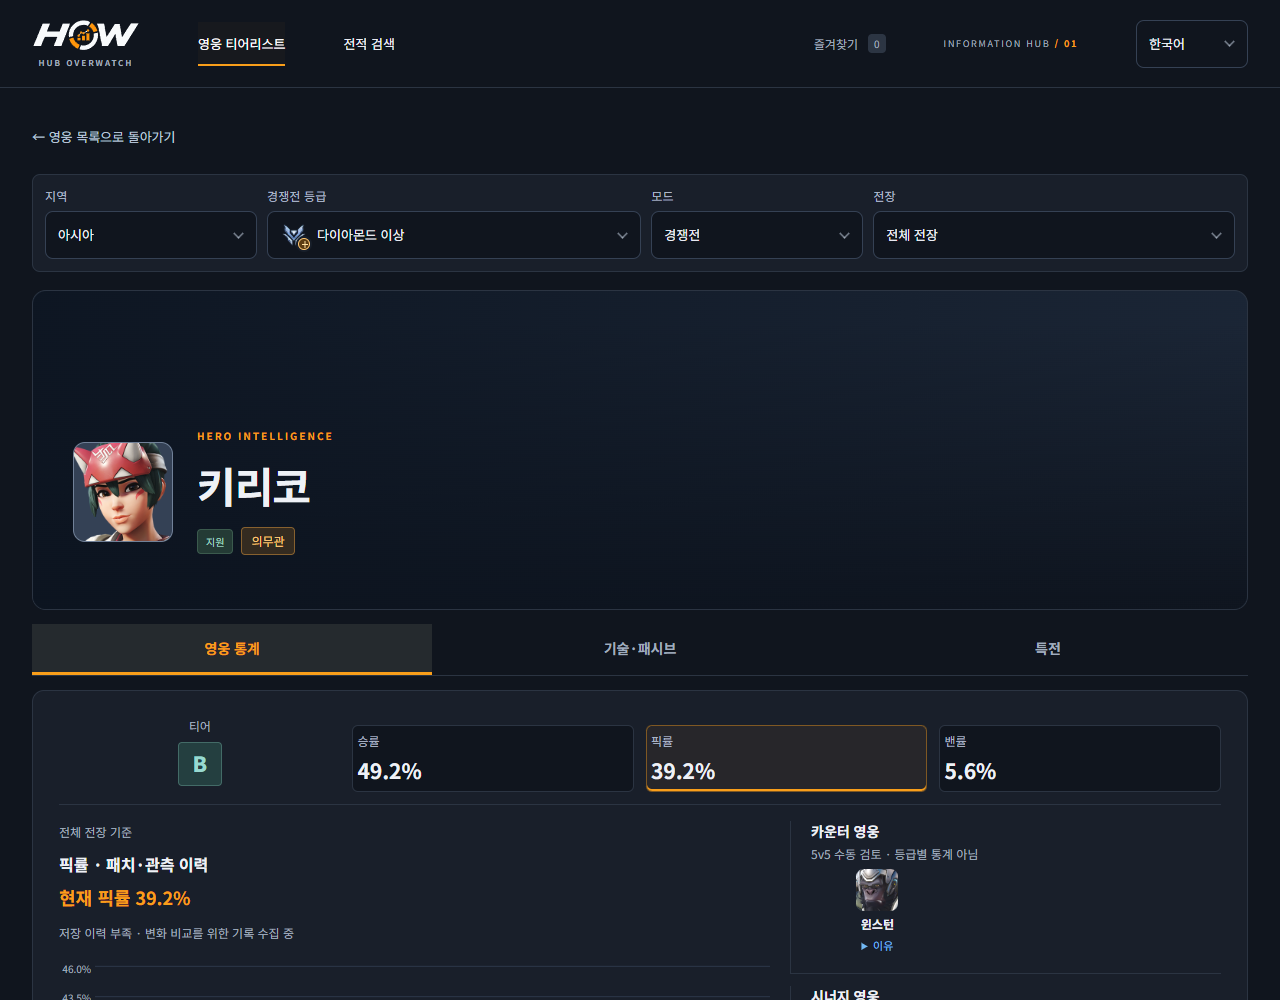 HOW
HUB OVERWATCH
영웅 티어리스트
전적 검색
즐겨찾기 0
INFORMATION HUB / 01
한국어
← 영웅 목록으로 돌아가기
지역
경쟁전 등급
모드
전장
아시아
다이아몬드 이상
경쟁전
전체 전장
HERO INTELLIGENCE
키리코
지원
의무관
영웅 통계
기술·패시브
특전
티어
B
승률
49.2%
픽률
39.2%
밴률
5.6%
전체 전장 기준
픽률 · 패치·관측 이력
현재 픽률 39.2%
저장 이력 부족 · 변화 비교를 위한 기록 수집 중
46.0%
43.5%
카운터 영웅
5v5 수동 검토 · 등급별 통계 아님
윈스턴
▶ 이유
시너지 영웅